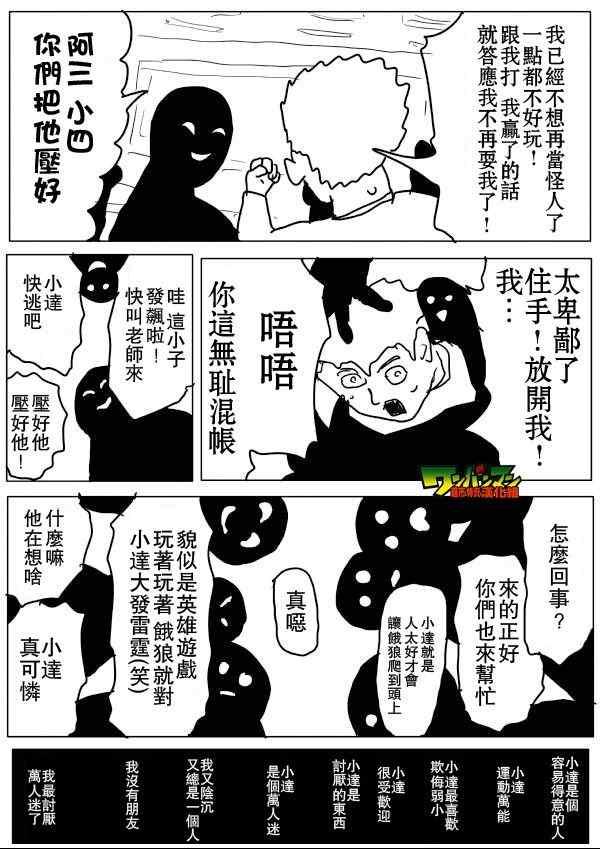 我已經不想再當怪人了
一點都不好玩！
跟我打 我贏了的話
就答應我不再耍我了！
阿三 小四
你們把他壓好
太卑鄙了
住手！放開我！
我…
唔唔
你這無恥混帳
哇 這小子
發飆啦！
快叫老師來
小達
快逃吧
壓好他
壓好他！
ワンパンマン
怎麼回事？
來的正好
你們也來幫忙
小達就是
人太好才會
讓餓狼爬到頭上
真噁
貌似是英雄遊戲
玩著玩著 餓狼就對
小達大發雷霆(笑)
什麼嘛
他在想啥
小達
真可憐
小達是個
容易得意的人
小達
運動萬能
小達最喜歡
欺侮弱小
小達
很受歡迎
小達是
討厭的東西
小達
是個萬人迷
我又陰沉
又總是一個人
我沒有朋友
我最討厭
萬人迷了